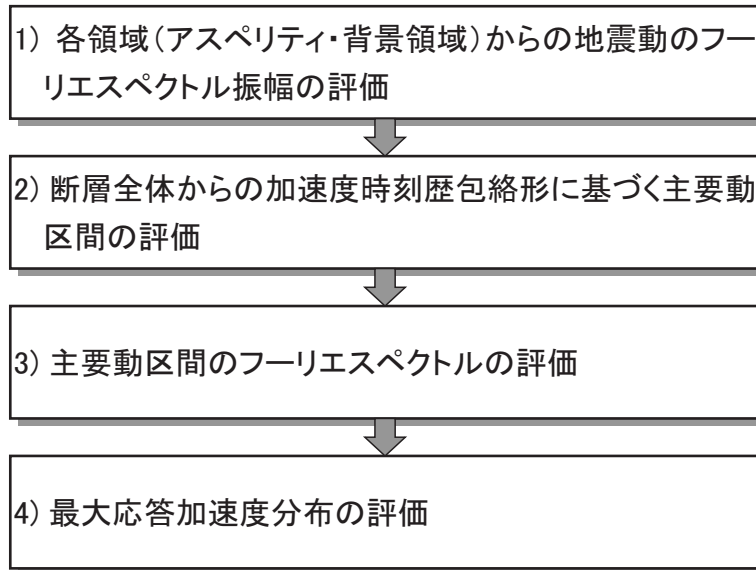 1) 各領域(アスペリティ・背景領域)からの地震動のフー
リエスペクトル振幅の評価
2) 断層全体からの加速度時刻歴包絡形に基づく主要動
区間の評価
3) 主要動区間のフーリエスペクトルの評価
4) 最大応答加速度分布の評価